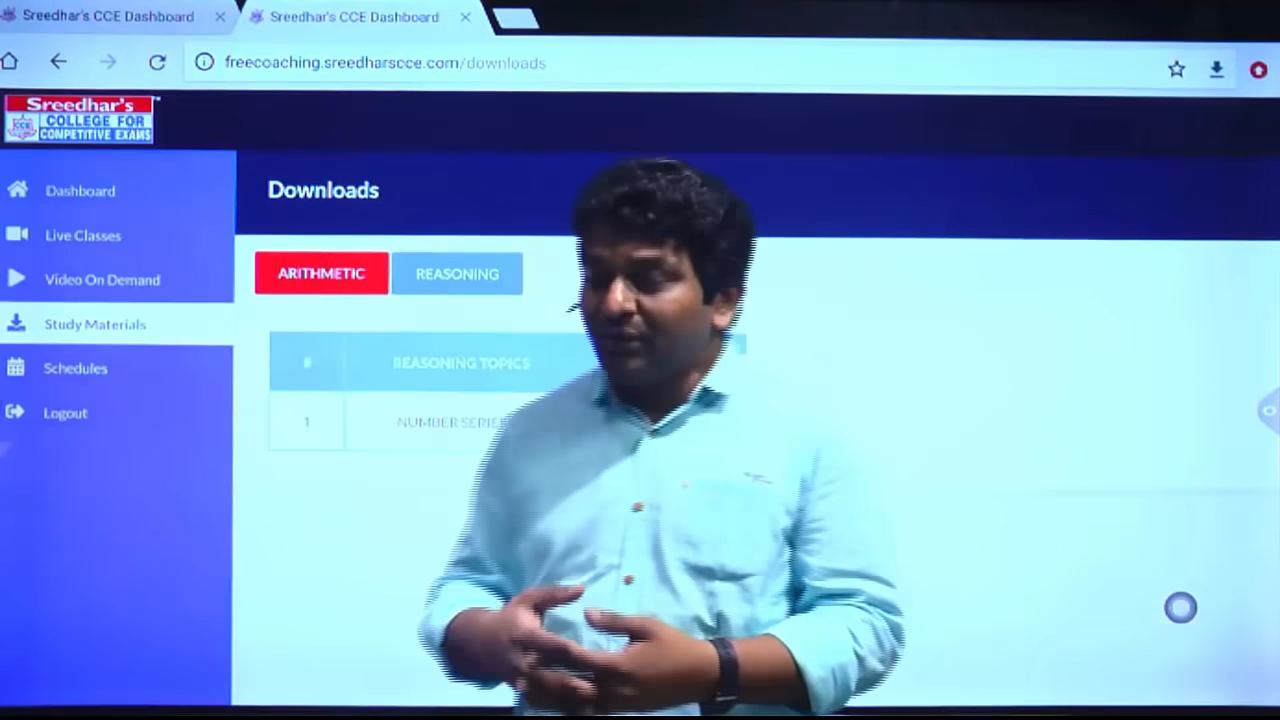 Sreedhar's CCE Dashboard
Sreedhar's CCE Dashboard
freecoaching.sreedharscce.com/downloads
Sreedhar's
CCE
COLLEGE FOR
COMPETITIVE EXAMS
Dashboard
Live Classes
Video On Demand
Study Materials
Schedules
Logout
Downloads
ARITHMETIC
REASONING
# REASONING TOPICS
1 NUMBER